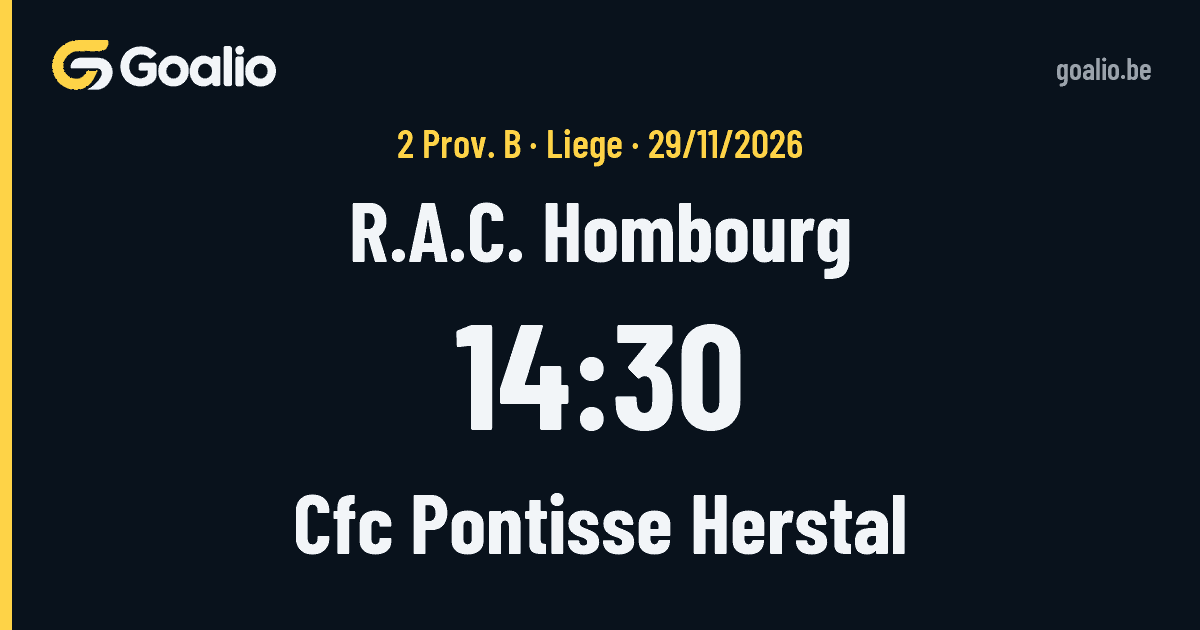 Goalio
goalio.be
2 Prov. B · Liege · 29/11/2026
R.A.C. Hombourg
14:30
Cfc Pontisse Herstal